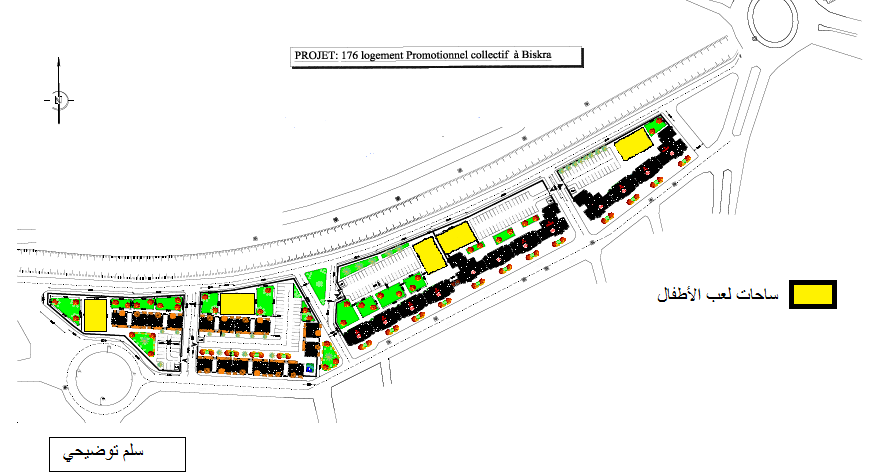 PROJET: 176 logement Promotionnel collectif à Biskra
N
ساحات لعب الأطفال
سلم توضيحي